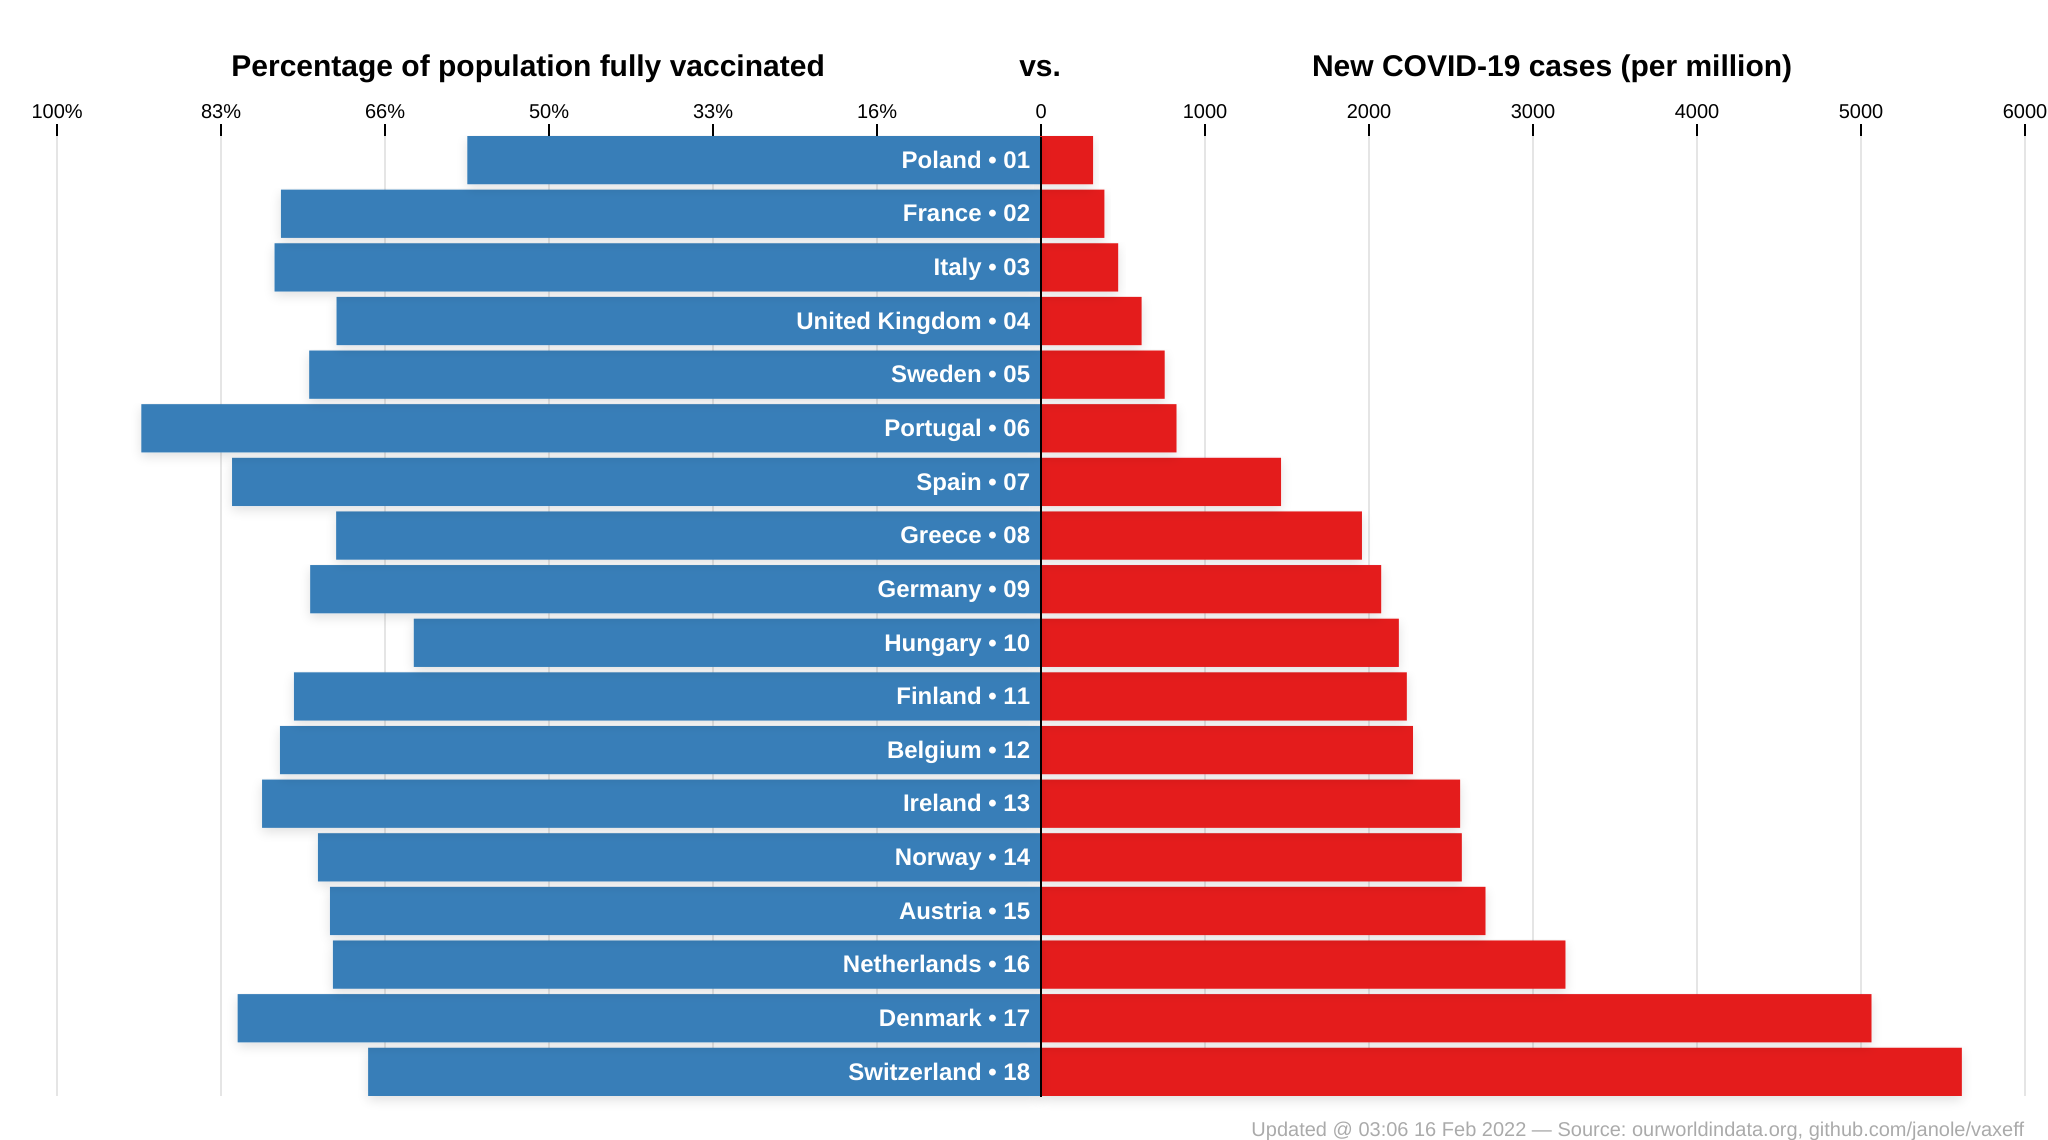 Percentage of population fully vaccinated vs. New COVID-19 cases (per million)
100% 83% 66% 50% 33% 16% 0 1000 2000 3000 4000 5000 6000
Poland • 01
France • 02
Italy • 03
United Kingdom • 04
Sweden • 05
Portugal • 06
Spain • 07
Greece • 08
Germany • 09
Hungary • 10
Finland • 11
Belgium • 12
Ireland • 13
Norway • 14
Austria • 15
Netherlands • 16
Denmark • 17
Switzerland • 18
Updated @ 03:06 16 Feb 2022 — Source: ourworldindata.org, github.com/janole/vaxeff